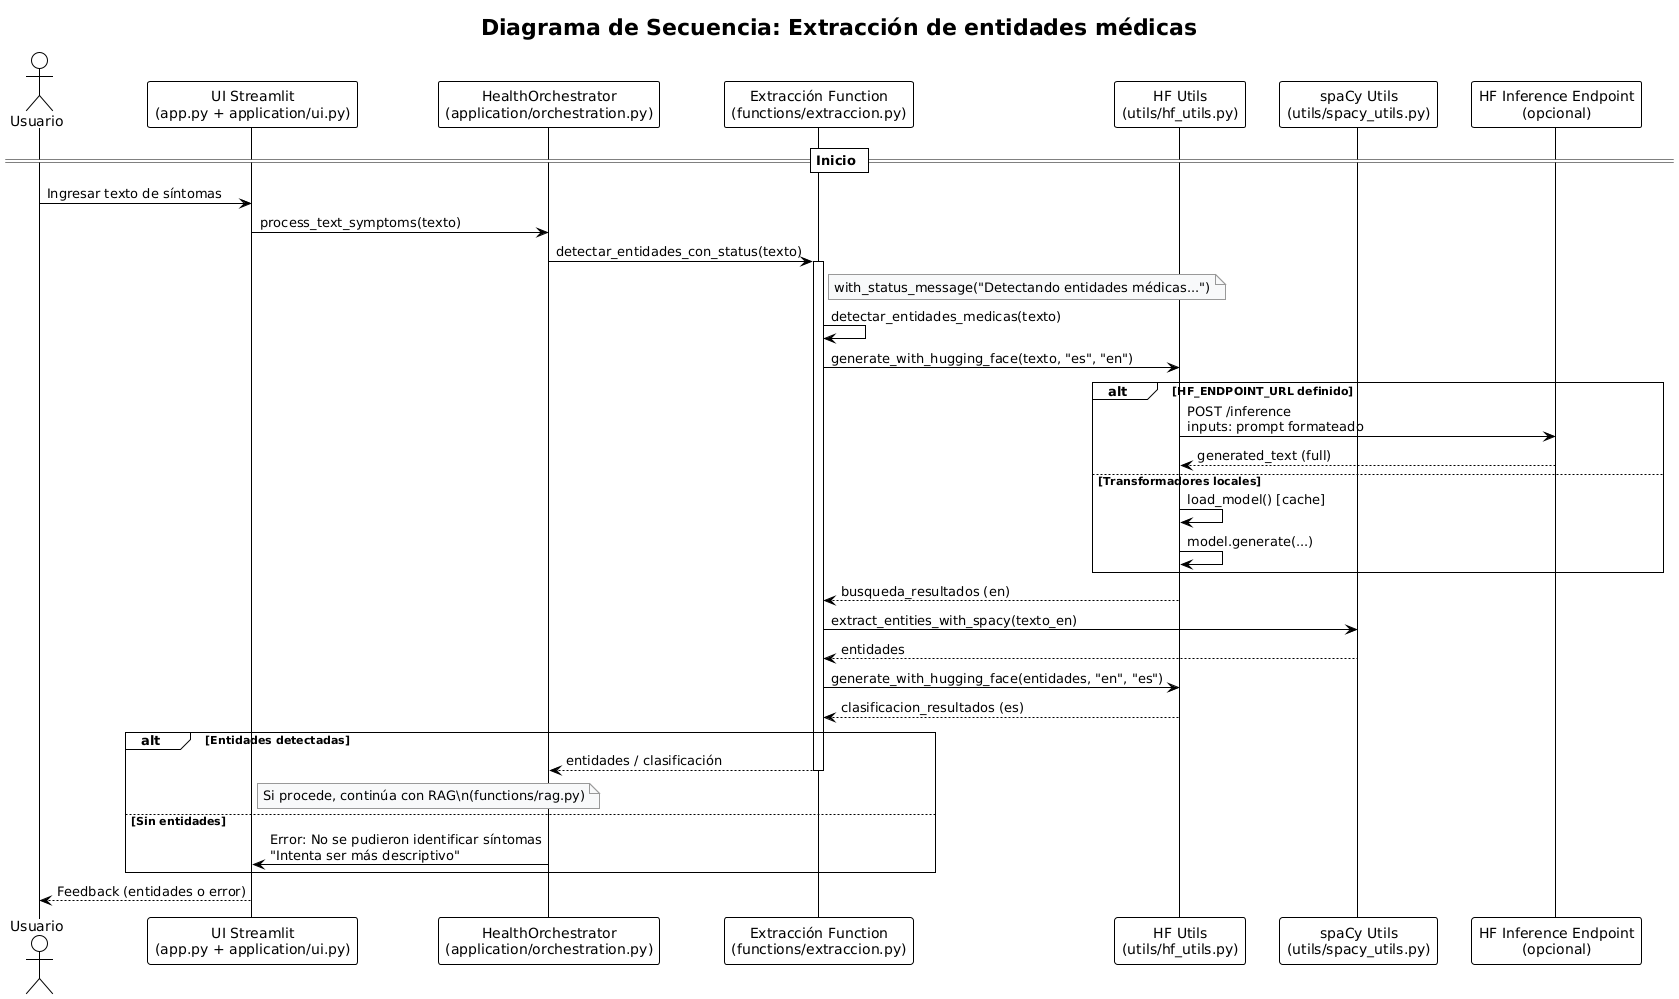 Diagrama de Secuencia: Extracción de entidades médicas
Usuario
UI Streamlit
(app.py + application/ui.py)
HealthOrchestrator
(application/orchestration.py)
Extracción Function
(functions/extraccion.py)
HF Utils
(utils/hf_utils.py)
spaCy Utils
(utils/spacy_utils.py)
HF Inference Endpoint
(opcional)
Inicio
Ingresar texto de síntomas
process_text_symptoms(texto)
detectar_entidades_con_status(texto)
with_status_message("Detectando entidades médicas...")
detectar_entidades_medicas(texto)
generate_with_hugging_face(texto, "es", "en")
alt
[HF_ENDPOINT_URL definido]
POST /inference
inputs: prompt formateado
generated_text (full)
[Transformadores locales]
load_model() [cache]
model.generate(...)
busqueda_resultados (en)
extract_entities_with_spacy(texto_en)
entidades
generate_with_hugging_face(entidades, "en", "es")
clasificacion_resultados (es)
alt
[Entidades detectadas]
entidades / clasificación
Si procede, continúa con RAG\n(functions/rag.py)
[Sin entidades]
Error: No se pudieron identificar síntomas
"Intenta ser más descriptivo"
Feedback (entidades o error)
Usuario
UI Streamlit
(app.py + application/ui.py)
HealthOrchestrator
(application/orchestration.py)
Extracción Function
(functions/extraccion.py)
HF Utils
(utils/hf_utils.py)
spaCy Utils
(utils/spacy_utils.py)
HF Inference Endpoint
(opcional)